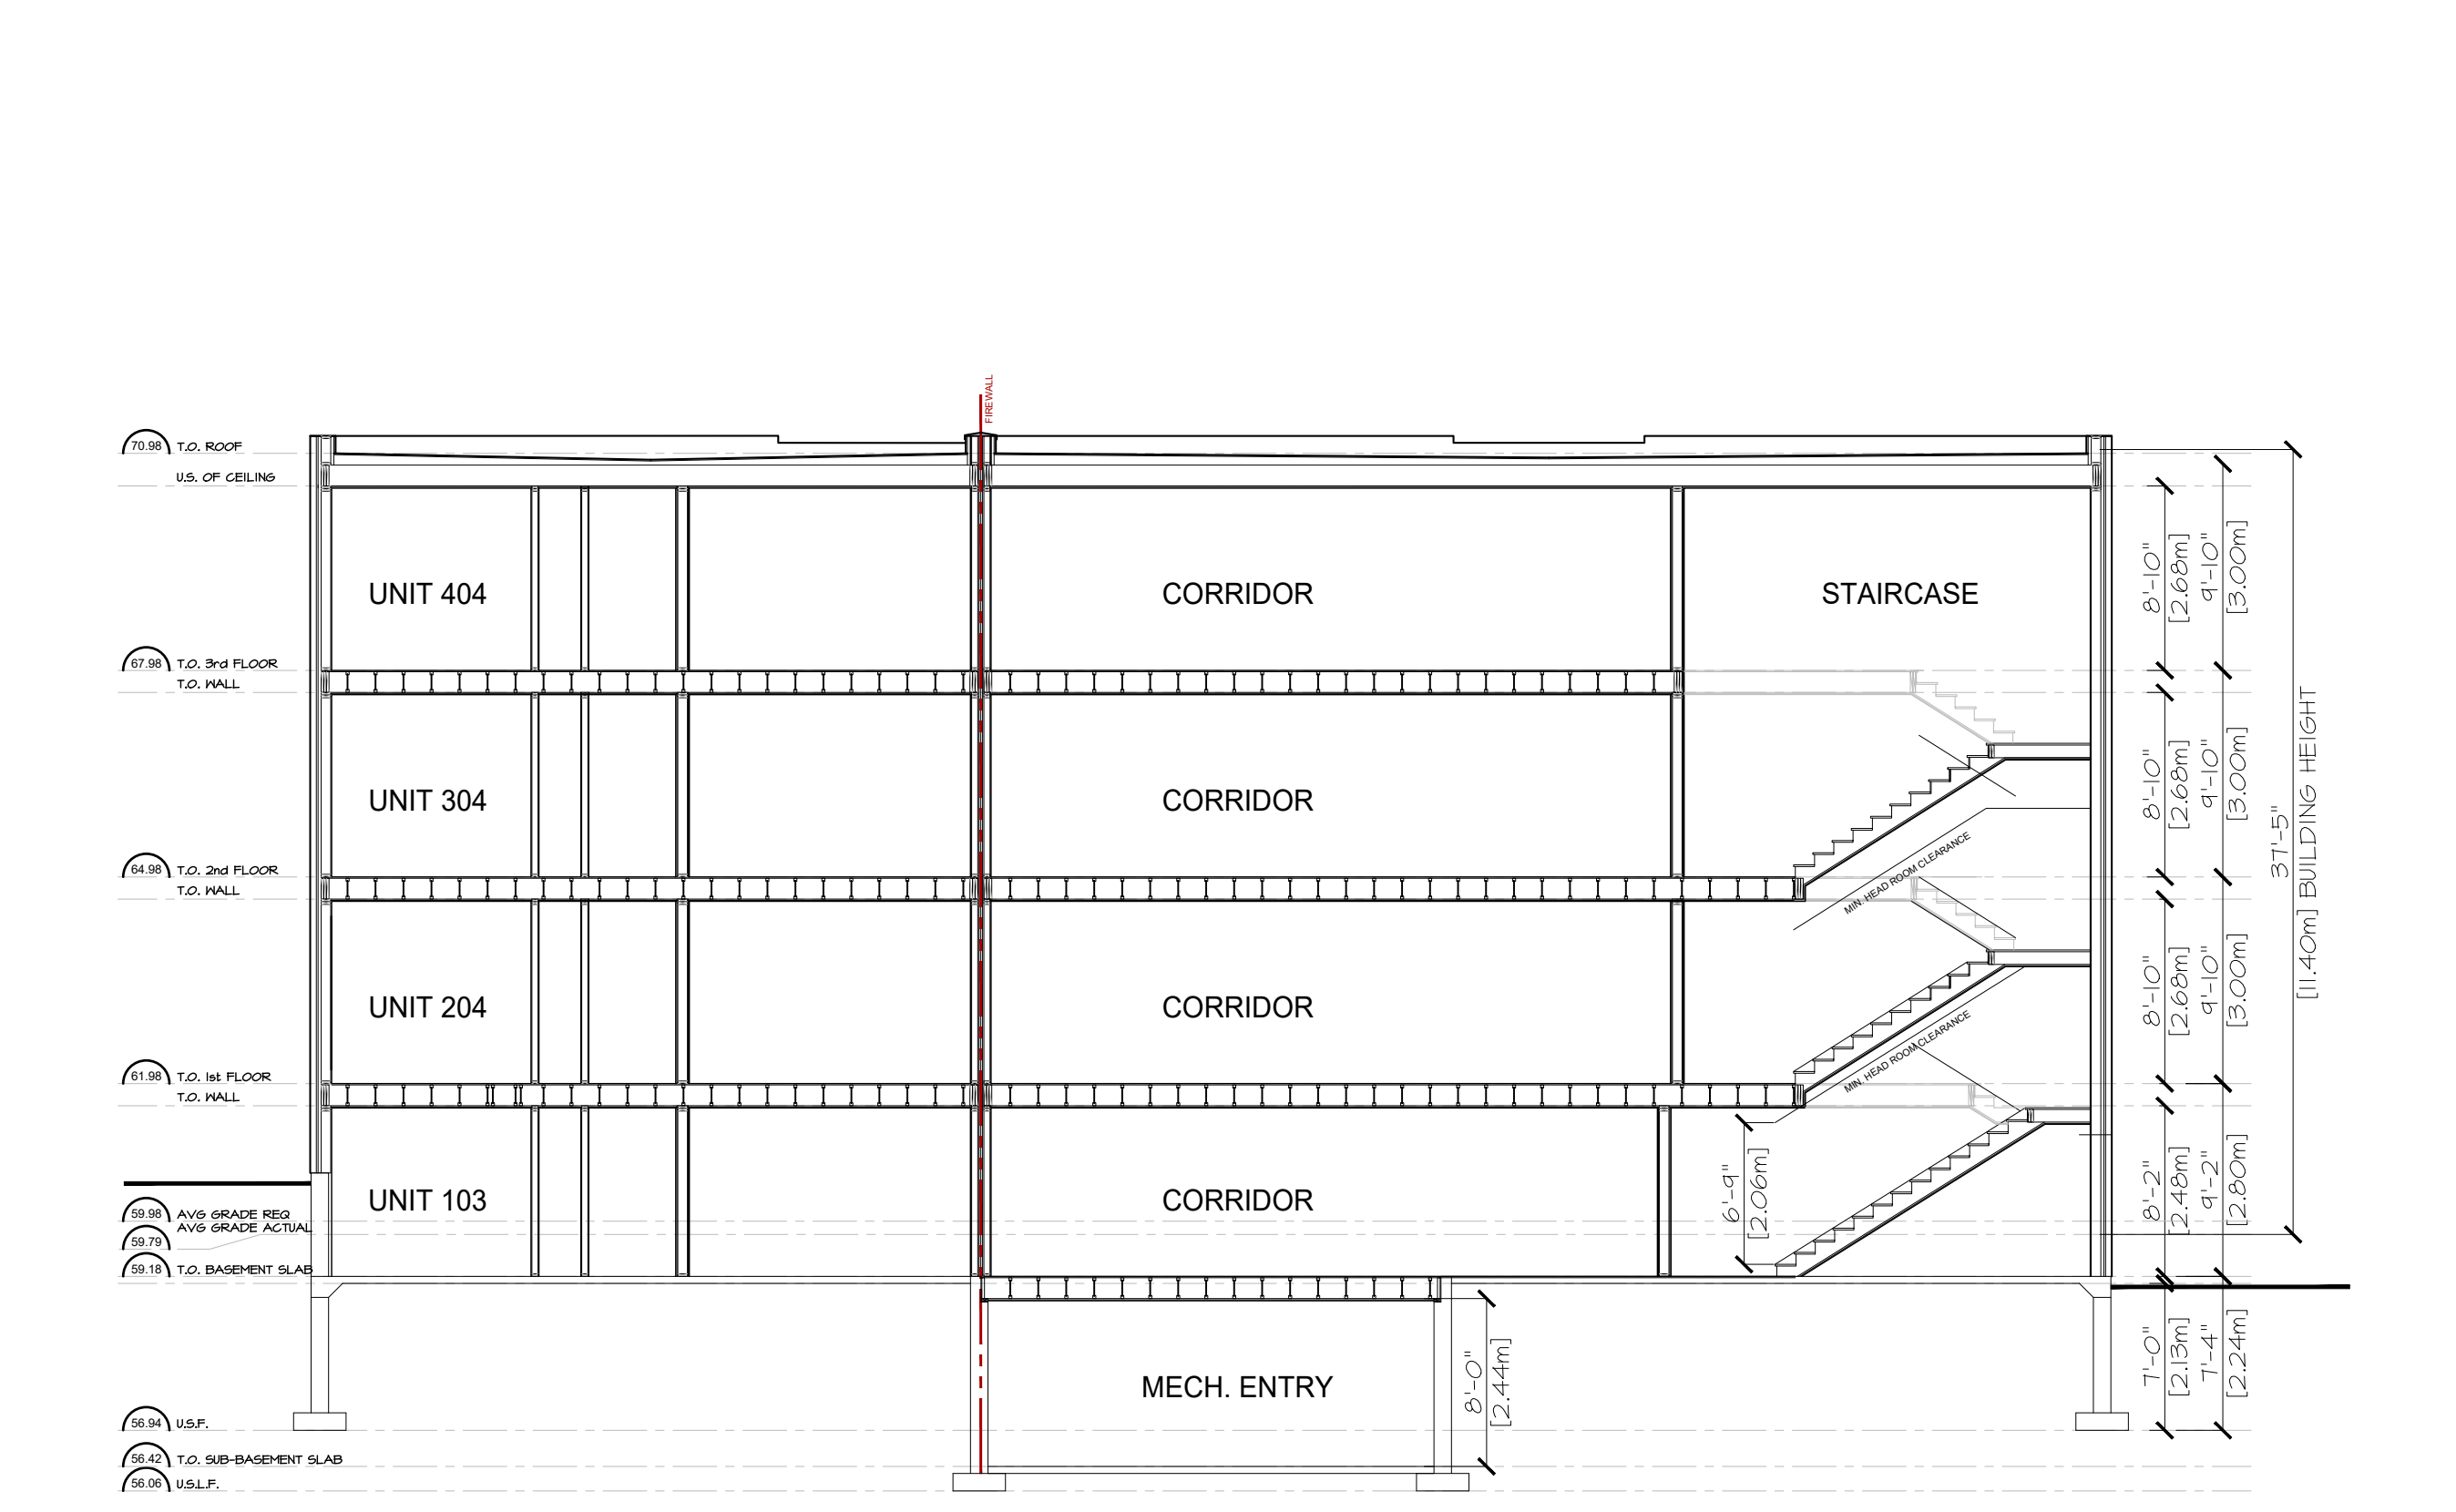 FIREWALL
70.98 T.O. ROOF
U.S. OF CEILING
UNIT 404
CORRIDOR
STAIRCASE
8'-10"
[2.68m]
9'-10"
[3.00m]
67.98 T.O. 3rd FLOOR
T.O. WALL
UNIT 304
CORRIDOR
8'-10"
[2.68m]
9'-10"
[3.00m]
37'-5"
[11.40m] BUILDING HEIGHT
MIN. HEAD ROOM CLEARANCE
64.98 T.O. 2nd FLOOR
T.O. WALL
UNIT 204
CORRIDOR
8'-10"
[2.68m]
9'-10"
[3.00m]
MIN. HEAD ROOM CLEARANCE
61.98 T.O. 1st FLOOR
T.O. WALL
UNIT 103
CORRIDOR
6'-9"
[2.06m]
8'-2"
[2.48m]
9'-2"
[2.80m]
59.98 AVG GRADE REQ
AVG GRADE ACTUAL
59.79
59.18 T.O. BASEMENT SLAB
MECH. ENTRY
8'-0"
[2.44m]
7'-0"
[2.13m]
7'-4"
[2.24m]
56.94 U.S.F.
56.42 T.O. SUB-BASEMENT SLAB
56.06 U.S.L.F.